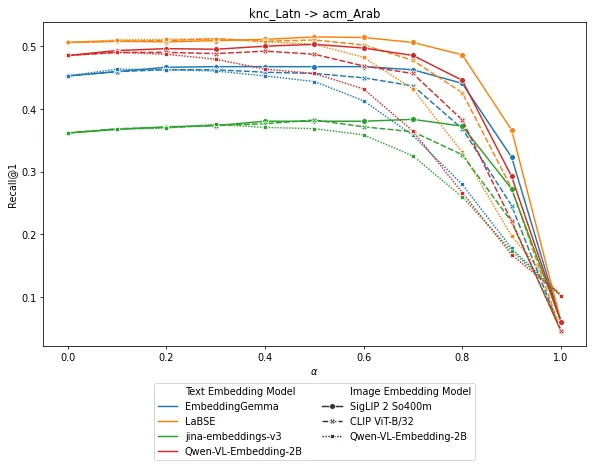 knc_Latn -> acm_Arab
Recall@1
0.5
0.4
0.3
0.2
0.1
0.0 0.2 0.4 0.6 0.8 1.0
α
Text Embedding Model Image Embedding Model
EmbeddingGemma SigLIP 2 So400m
LaBSE CLIP ViT-B/32
jina-embeddings-v3 Qwen-VL-Embedding-2B
Qwen-VL-Embedding-2B